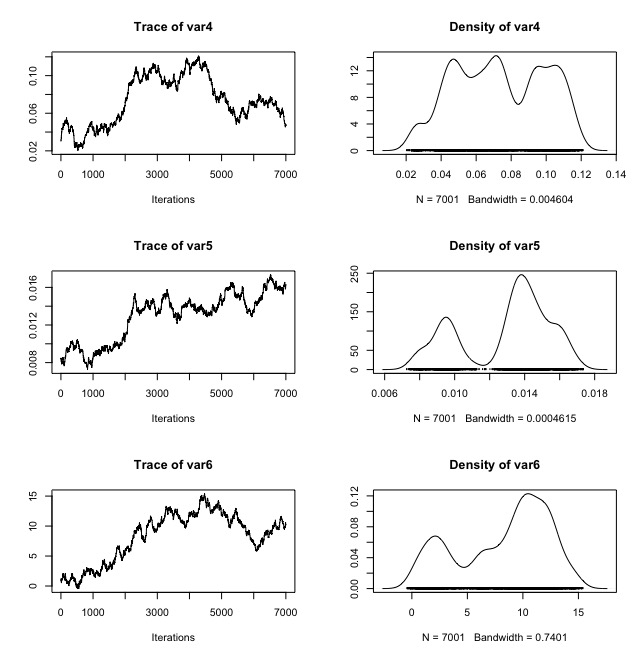 Trace of var4
0.02 0.06 0.10
0 1000 3000 5000 7000
Iterations
Density of var4
0 4 8 12
0.02 0.04 0.06 0.08 0.10 0.12 0.14
N = 7001 Bandwidth = 0.004604
Trace of var5
0.008 0.012 0.016
0 1000 3000 5000 7000
Iterations
Density of var5
0 50 150 250
0.006 0.010 0.014 0.018
N = 7001 Bandwidth = 0.0004615
Trace of var6
0 5 10 15
0 1000 3000 5000 7000
Iterations
Density of var6
0.00 0.04 0.08 0.12
0 5 10 15
N = 7001 Bandwidth = 0.7401